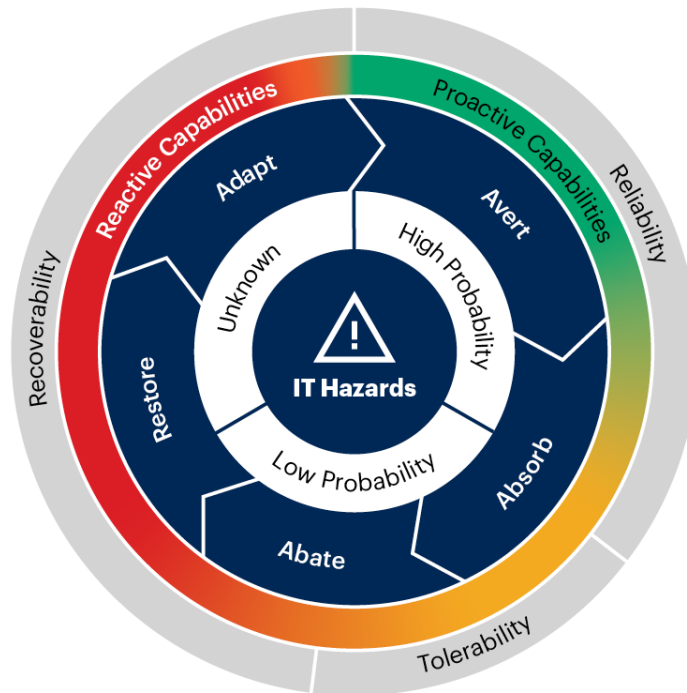 Proactive Capabilities
Reactive Capabilities
Reliability
Tolerability
Recoverability
Avert
Absorb
Abate
Restore
Adapt
High Probability
Low Probability
Unknown
!
IT Hazards